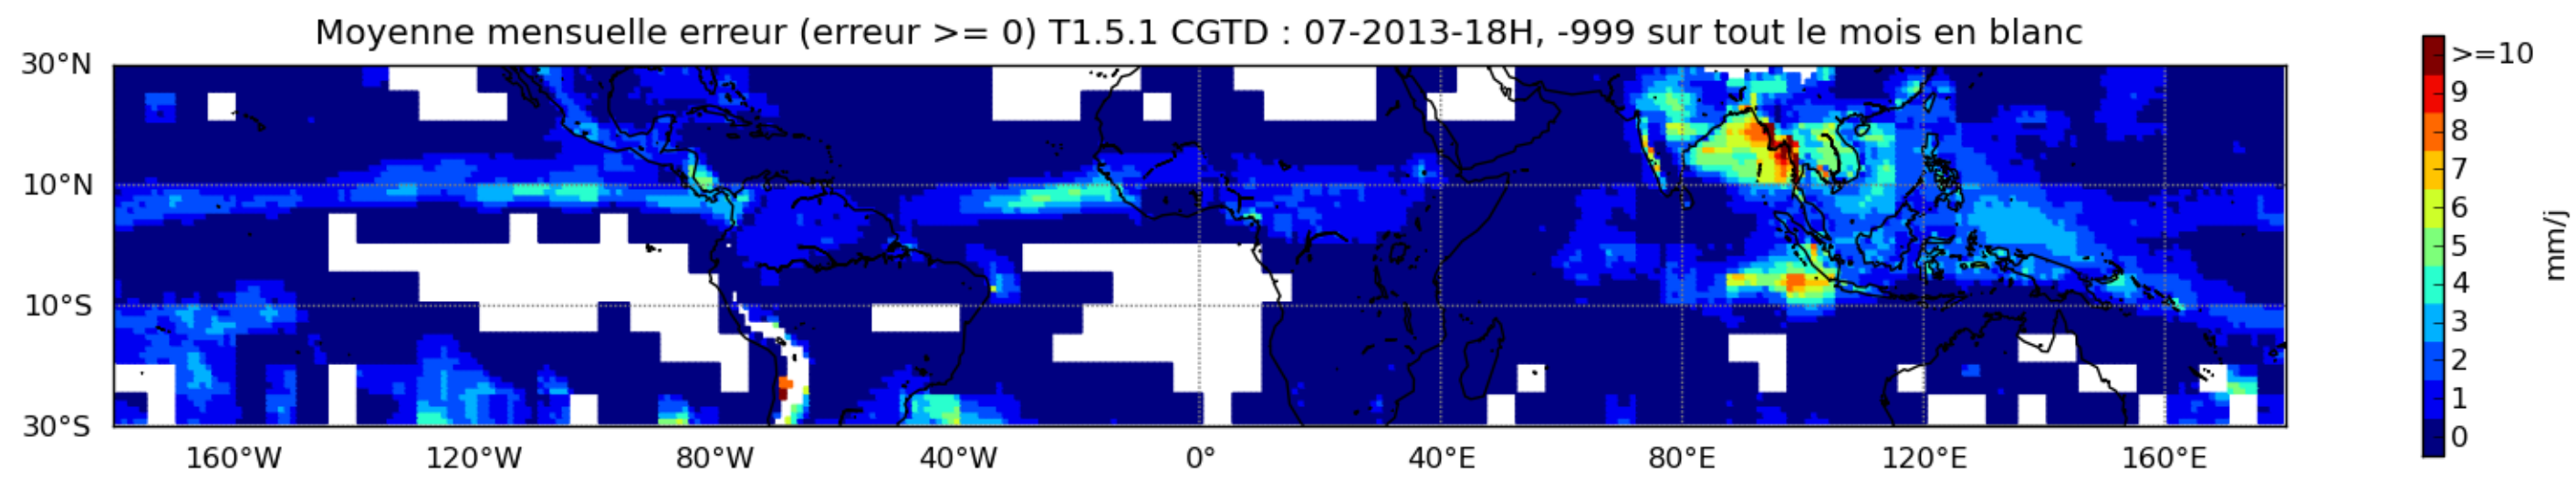 Moyenne mensuelle erreur (erreur >= 0) T1.5.1 CGTD : 07-2013-18H, -999 sur tout le mois en blanc
30°N
10°N
10°S
30°S
160°W 120°W 80°W 40°W 0° 40°E 80°E 120°E 160°E
>=10
9
8
7
6
5
4
3
2
1
0
mm/j